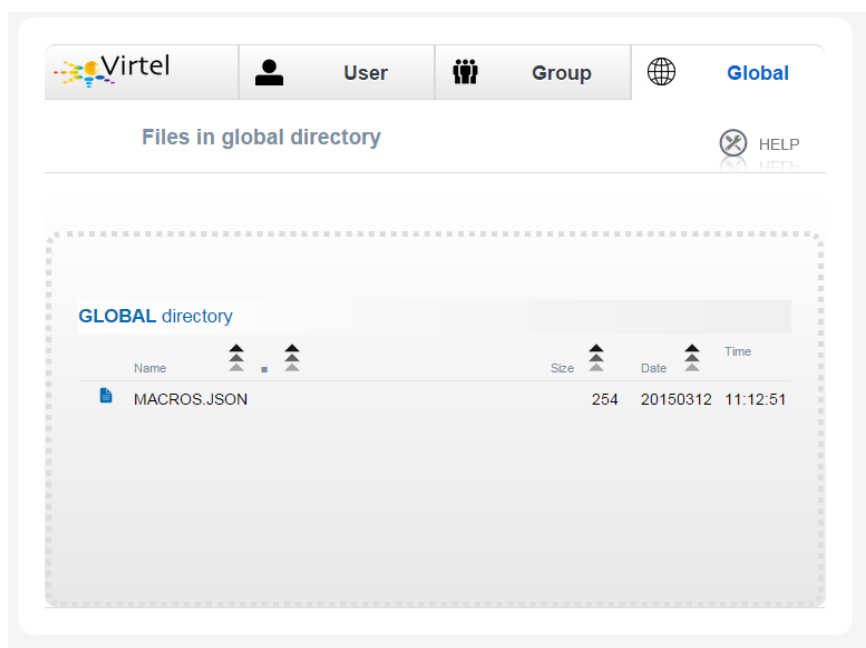 Virtel User Group Global
Files in global directory
HELP
GLOBAL directory
Name . Size Date Time
MACROS.JSON 254 20150312 11:12:51